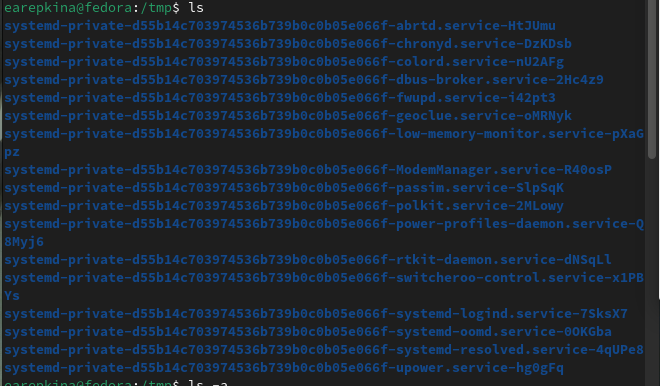 earepkina@fedora:/tmp$ ls
systemd-private-d55b14c703974536b739b0c0b05e066f-abrtd.service-HtJUmu
systemd-private-d55b14c703974536b739b0c0b05e066f-chronyd.service-DzKDsb
systemd-private-d55b14c703974536b739b0c0b05e066f-colord.service-nU2AFg
systemd-private-d55b14c703974536b739b0c0b05e066f-dbus-broker.service-2Hc4z9
systemd-private-d55b14c703974536b739b0c0b05e066f-fwupd.service-i42pt3
systemd-private-d55b14c703974536b739b0c0b05e066f-geoclue.service-oMRNyk
systemd-private-d55b14c703974536b739b0c0b05e066f-low-memory-monitor.service-pXaG
pz
systemd-private-d55b14c703974536b739b0c0b05e066f-ModemManager.service-R40osP
systemd-private-d55b14c703974536b739b0c0b05e066f-passim.service-SlpSqK
systemd-private-d55b14c703974536b739b0c0b05e066f-polkit.service-2MLowy
systemd-private-d55b14c703974536b739b0c0b05e066f-power-profiles-daemon.service-Q
8Myj6
systemd-private-d55b14c703974536b739b0c0b05e066f-rtkit-daemon.service-dNSqLl
systemd-private-d55b14c703974536b739b0c0b05e066f-switcheroo-control.service-x1PB
Ys
systemd-private-d55b14c703974536b739b0c0b05e066f-systemd-logind.service-7SksX7
systemd-private-d55b14c703974536b739b0c0b05e066f-systemd-oomd.service-0OKGba
systemd-private-d55b14c703974536b739b0c0b05e066f-systemd-resolved.service-4qUPe8
systemd-private-d55b14c703974536b739b0c0b05e066f-upower.service-hg0gFq
earepkina@fedora:/tmp$ ls -a